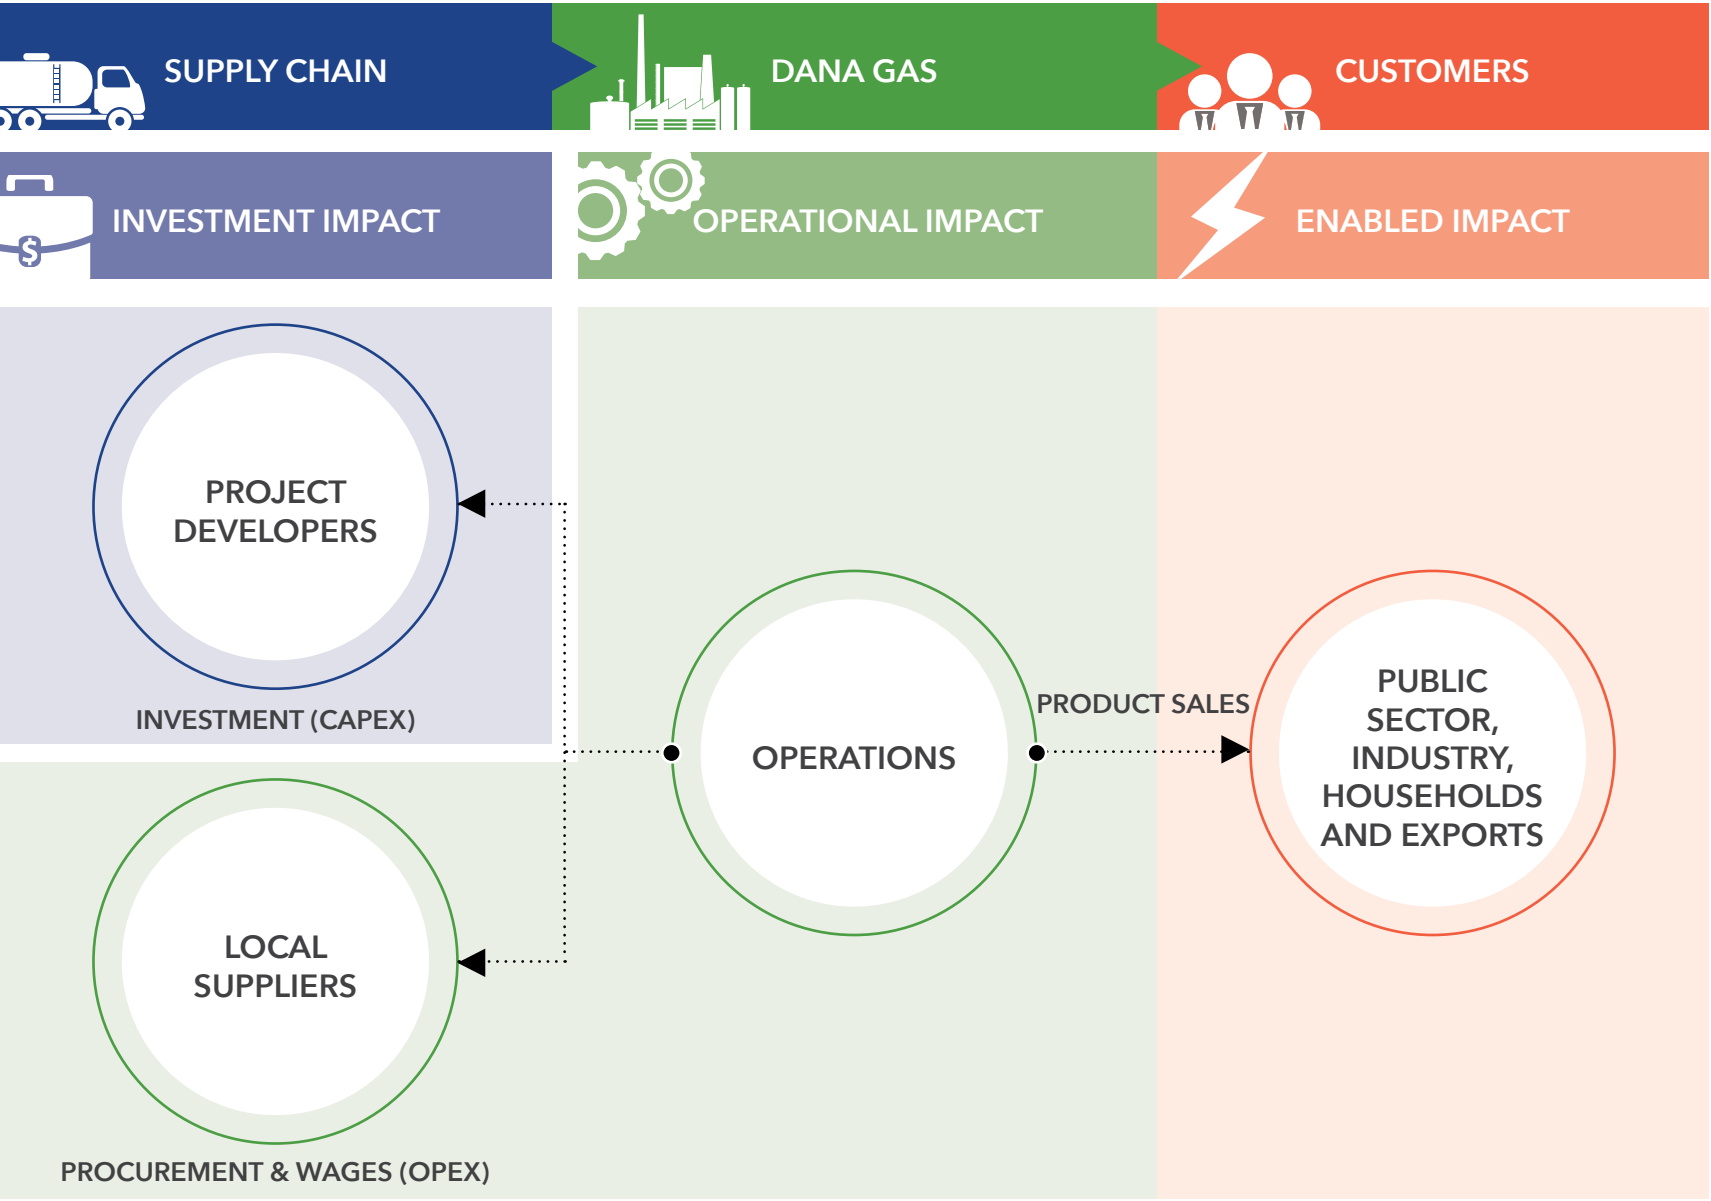 SUPPLY CHAIN
DANA GAS
CUSTOMERS
INVESTMENT IMPACT
OPERATIONAL IMPACT
ENABLED IMPACT
PROJECT
DEVELOPERS
INVESTMENT (CAPEX)
LOCAL
SUPPLIERS
PROCUREMENT & WAGES (OPEX)
OPERATIONS
PRODUCT SALES
PUBLIC
SECTOR,
INDUSTRY,
HOUSEHOLDS
AND EXPORTS
$